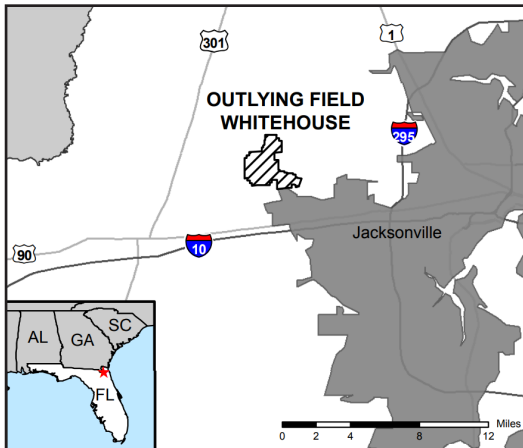 301
1
OUTLYING FIELD
WHITEHOUSE
295
Jacksonville
90
10
AL
GA
SC
FL
Miles
0 2 4 8 12